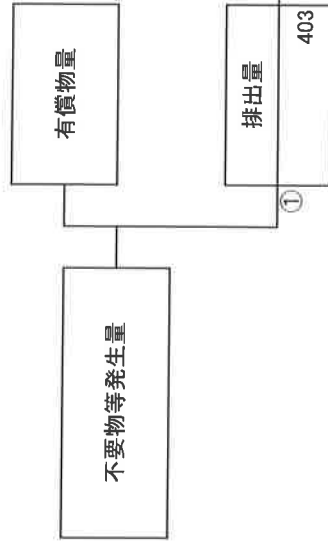 不要物等発生量
有償物量
①
排出量
403